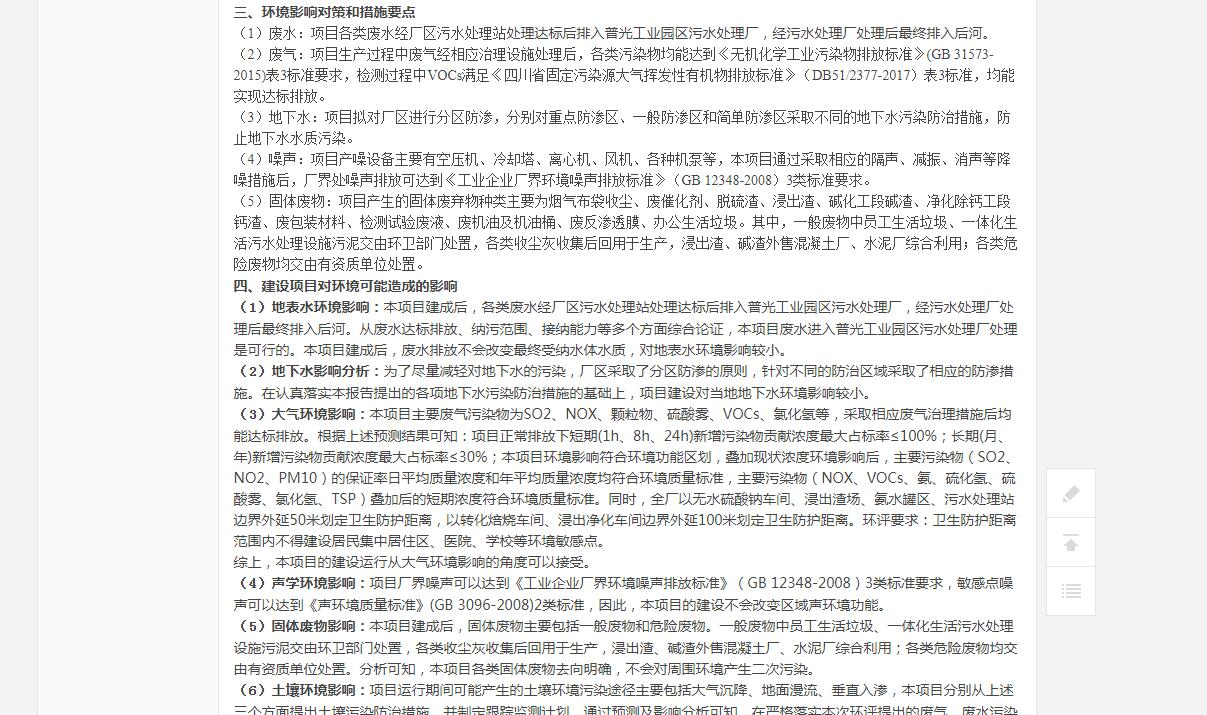 三、环境影响对策和措施要点
（1）废水：项目各类废水经厂区污水处理站处理达标后排入普光工业园区污水处理厂，经污水处理厂处理后最终排入后河。
（2）废气：项目生产过程中废气经相应治理设施处理后，各类污染物均能达到《无机化学工业污染物排放标准》(GB 31573-
2015)表3标准要求，检测过程中VOCs满足《四川省固定污染源大气挥发性有机物排放标准》（DB51/2377-2017）表3标准，均能
实现达标排放。
（3）地下水：项目拟对厂区进行分区防渗，分别对重点防渗区、一般防渗区和简单防渗区采取不同的地下水污染防治措施，防
止地下水水质污染。
（4）噪声：项目产噪设备主要有空压机、冷却塔、离心机、风机、各种机泵等，本项目通过采取相应的隔声、减振、消声等降
噪措施后，厂界处噪声排放可达到《工业企业厂界环境噪声排放标准》（GB 12348-2008）3类标准要求。
（5）固体废物：项目产生的固体废弃物种类主要为烟气布袋收尘、废催化剂、脱硫渣、浸出渣、碱化工段碱渣、净化除钙工段
钙渣、废包装材料、检测试验废液、废机油及机油桶、废反渗透膜、办公生活垃圾。其中，一般废物中员工生活垃圾、一体化生
活污水处理设施污泥交由环卫部门处置，各类收尘灰收集后回用于生产，浸出渣、碱渣外售混凝土厂、水泥厂综合利用；各类危
险废物均交由有资质单位处置。
四、建设项目对环境可能造成的影响
（1）地表水环境影响：本项目建成后，各类废水经厂区污水处理站处理达标后排入普光工业园区污水处理厂，经污水处理厂处
理后最终排入后河。从废水达标排放、纳污范围、接纳能力等多个方面综合论证，本项目废水进入普光工业园区污水处理厂处理
是可行的。本项目建成后，废水排放不会改变最终受纳水体水质，对地表水环境影响较小。
（2）地下水环境影响分析：为了尽量减轻对地下水的污染，厂区采取了分区防渗的原则，针对不同的防治区域采取了相应的防渗措
施。在认真落实本报告提出的各项地下水污染防治措施的基础上，项目建设对当地地下水环境影响较小。
（3）大气环境影响：本项目主要废气污染物为SO2、NOX、颗粒物、硫酸雾、VOCs、氯化氢等，采取相应废气治理措施后均
能达标排放。根据上述预测结果可知：项目正常排放下短期(1h、8h、24h)新增污染物贡献浓度最大占标率≤100%；长期(月、
年)新增污染物贡献浓度最大占标率≤30%；本项目环境影响符合环境功能区划，叠加现状浓度环境影响后，主要污染物（SO2、
NO2、PM10）的保证率日平均质量浓度和年平均质量浓度均符合环境质量标准，主要污染物（NOX、VOCs、氨、硫化氢、硫
酸雾、氯化氢、TSP）叠加后的短期浓度符合环境质量标准。同时，全厂以无水硫酸钠车间、浸出渣场、氨水罐区、污水处理站
边界外延50米划定卫生防护距离，以转化焙烧车间、浸出净化车间边界外延100米划定卫生防护距离。环评要求：卫生防护距离
范围内不得建设居民集中居住区、医院、学校等环境敏感点。
综上，本项目的建设运行从大气环境影响的角度可以接受。
（4）声学环境影响：项目厂界噪声可以达到《工业企业厂界环境噪声排放标准》（GB 12348-2008）3类标准要求，敏感点噪
声可以达到《声环境质量标准》(GB 3096-2008)2类标准，因此，本项目的建设不会改变区域声环境功能。
（5）固体废物影响：本项目建成后，固体废物主要包括一般废物和危险废物。一般废物中员工生活垃圾、一体化生活污水处理
设施污泥交由环卫部门处置，各类收尘灰收集后回用于生产，浸出渣、碱渣外售混凝土厂、水泥厂综合利用；各类危险废物均交
由有资质单位处置。分析可知，本项目各类固体废物去向明确，不会对周围环境产生二次污染。
（6）土壤环境影响：项目运行期间可能产生的土壤环境污染途径主要包括大气沉降、地面漫流、垂直入渗，本项目分别从上述
三个方面提出土壤污染防治措施，并制定跟踪监测计划。通过预测及影响分析可知，在严格落实本次环评提出的废气、废水污染